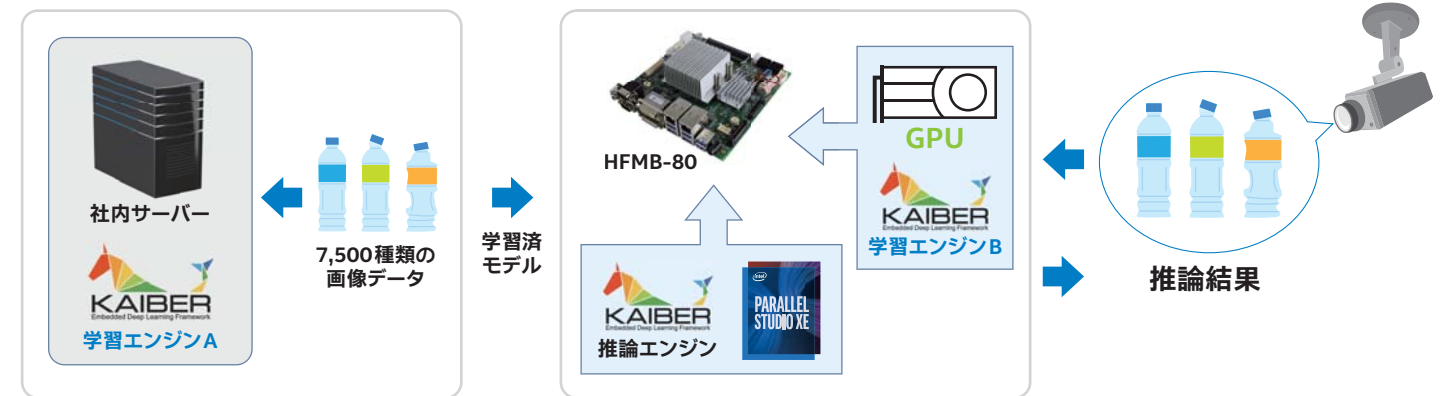 社内サーバー
KAIBER
Embedded Deep Learning Framework
学習エンジンA
7,500種類の
画像データ
学習済
モデル
HFMB-80
GPU
KAIBER
Embedded Deep Learning Framework
学習エンジンB
KAIBER
Embedded Deep Learning Framework
推論エンジン
intel
PARALLEL
STUDIO XE
推論結果